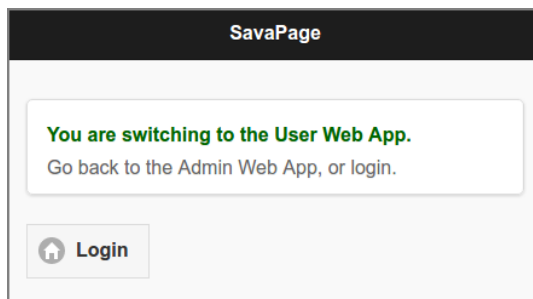 SavaPage
You are switching to the User Web App.
Go back to the Admin Web App, or login.
Login